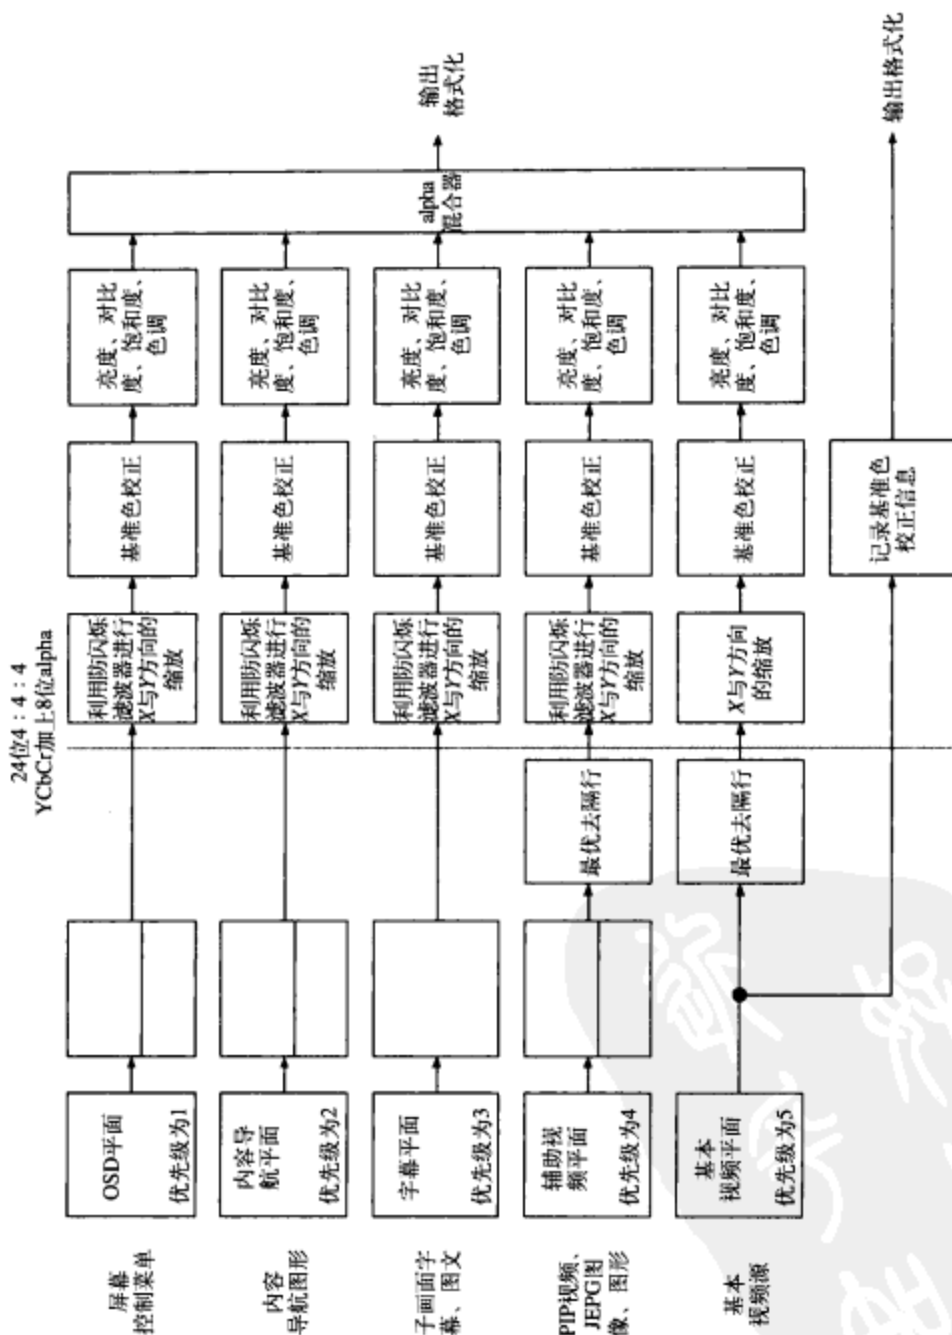 24位4：4：4
YCbCr加上8位alpha
屏幕
控制菜单
OSD平面
优先级为1
利用防闪烁
滤波器进行
X与Y方向的
缩放
基准色校正
亮度、对比
度、饱和度、
色调
内容
导航图形
内容导
航平面
优先级为2
利用防闪烁
滤波器进行
X与Y方向的
缩放
基准色校正
亮度、对比
度、饱和度、
色调
子画面字
幕、图文
字幕平面
优先级为3
利用防闪烁
滤波器进行
X与Y方向的
缩放
基准色校正
亮度、对比
度、饱和度、
色调
alpha
混合器
输出
格式化
PIP视频、
JEPG图
像、图形
辅助视
频平面
优先级为4
最优去隔行
利用防闪烁
滤波器进行
X与Y方向的
缩放
基准色校正
亮度、对比
度、饱和度、
色调
基本
视频源
基本
视频平面
优先级为5
最优去隔行
X与Y方向
的缩放
基准色校正
亮度、对比
度、饱和度、
色调
记录基准色
校正信息
输出格式化